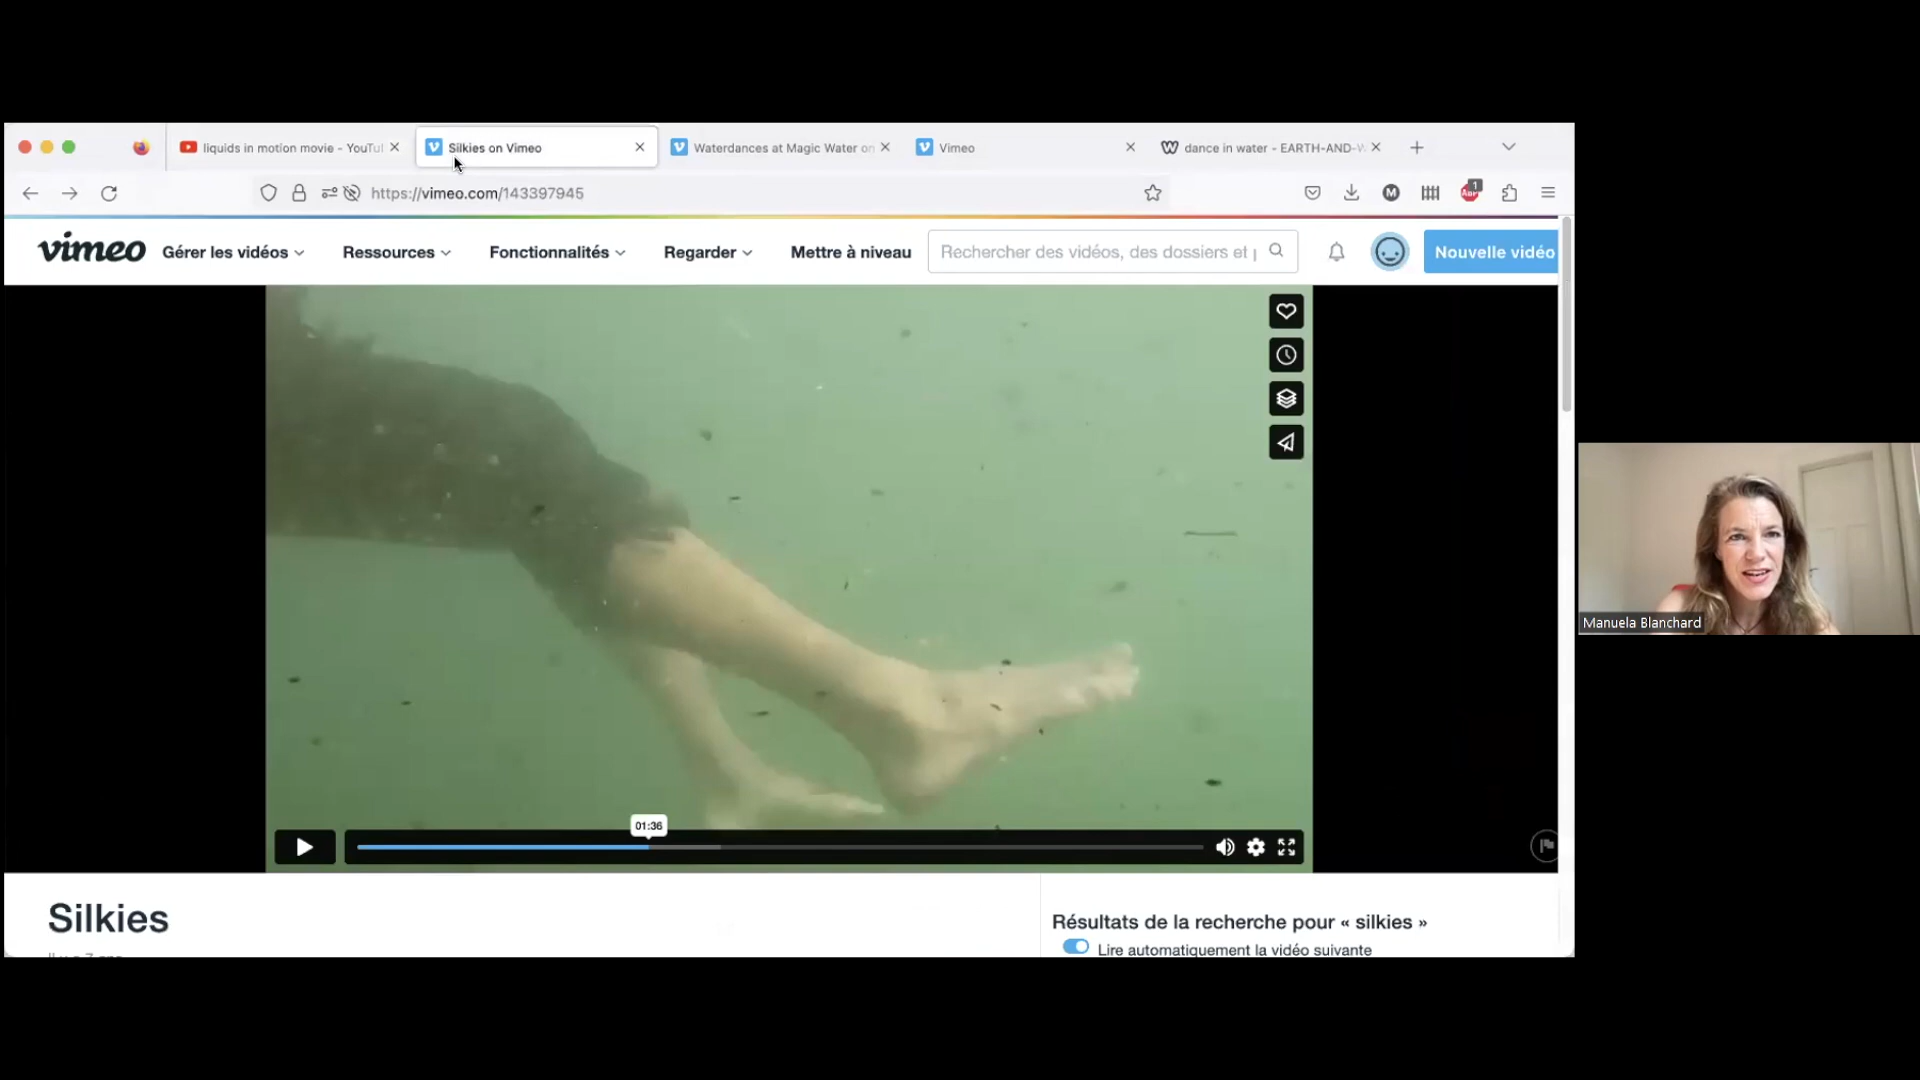 liquids in motion movie - YouTu
Silkies on Vimeo
Waterdances at Magic Water on
Vimeo
dance in water - EARTH-AND-W
https://vimeo.com/143397945
M
1
ABP
vimeo
Gérer les vidéos
Ressources
Fonctionnalités
Regarder
Mettre à niveau
Rechercher des vidéos, des dossiers et p
Nouvelle vidéo
Manuela Blanchard
01:36
Silkies
Résultats de la recherche pour « silkies »
Lire automatiquement la vidéo suivante